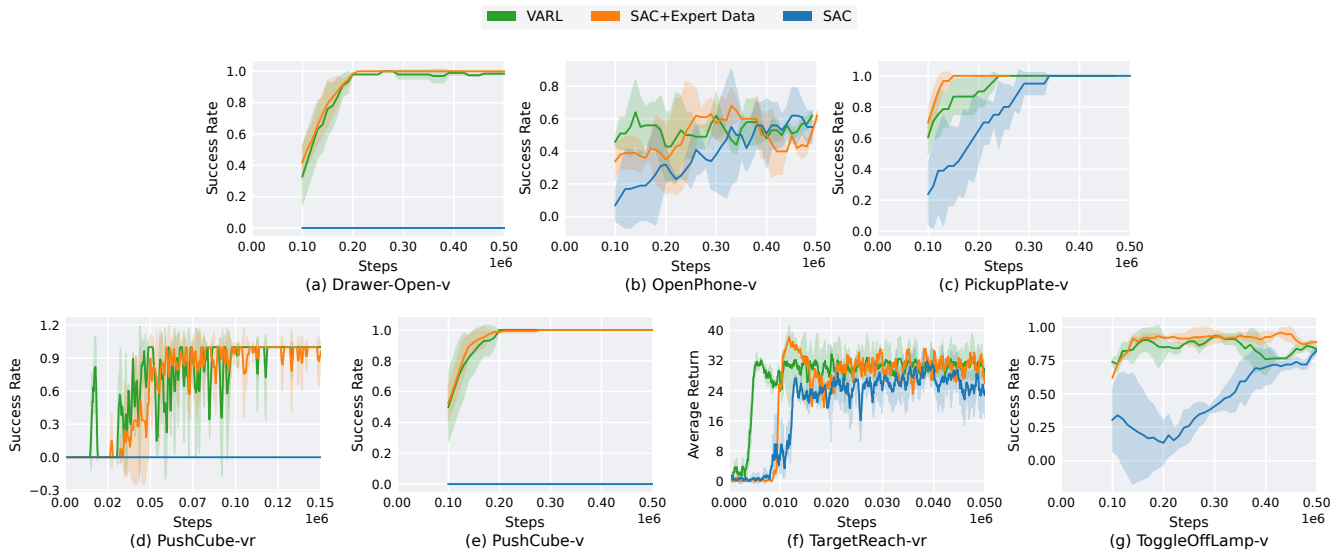 VARL SAC+Expert Data SAC
1.0 0.8 0.6 0.4 0.2 0.0
Success Rate
0.00 0.10 0.20 0.30 0.40 0.50
Steps 1e6
(a) Drawer-Open-v
1.0 0.8 0.6 0.4 0.2 0.0
Success Rate
0.00 0.10 0.20 0.30 0.40 0.50
Steps 1e6
(b) OpenPhone-v
1.0 0.8 0.6 0.4 0.2 0.0
Success Rate
0.00 0.10 0.20 0.30 0.40 0.50
Steps 1e6
(c) PickupPlate-v
1.2 0.9 0.6 0.3 0.0 −0.3
Success Rate
0.00 0.02 0.05 0.07 0.10 0.12 0.15
Steps 1e6
(d) PushCube-vr
1.0 0.8 0.6 0.4 0.2 0.0
Success Rate
0.00 0.10 0.20 0.30 0.40 0.50
Steps 1e6
(e) PushCube-v
40 32 24 16 8 0
Average Return
0.000 0.010 0.020 0.030 0.040 0.050
Steps 1e6
(f) TargetReach-vr
1.00 0.75 0.50 0.25 0.00
Success Rate
0.00 0.10 0.20 0.30 0.40 0.50
Steps 1e6
(g) ToggleOffLamp-v